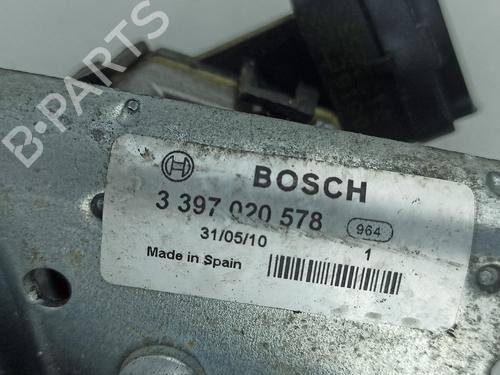 B-PARTS
BOSCH
3 397 020 578
964
31/05/10
1
Made in Spain